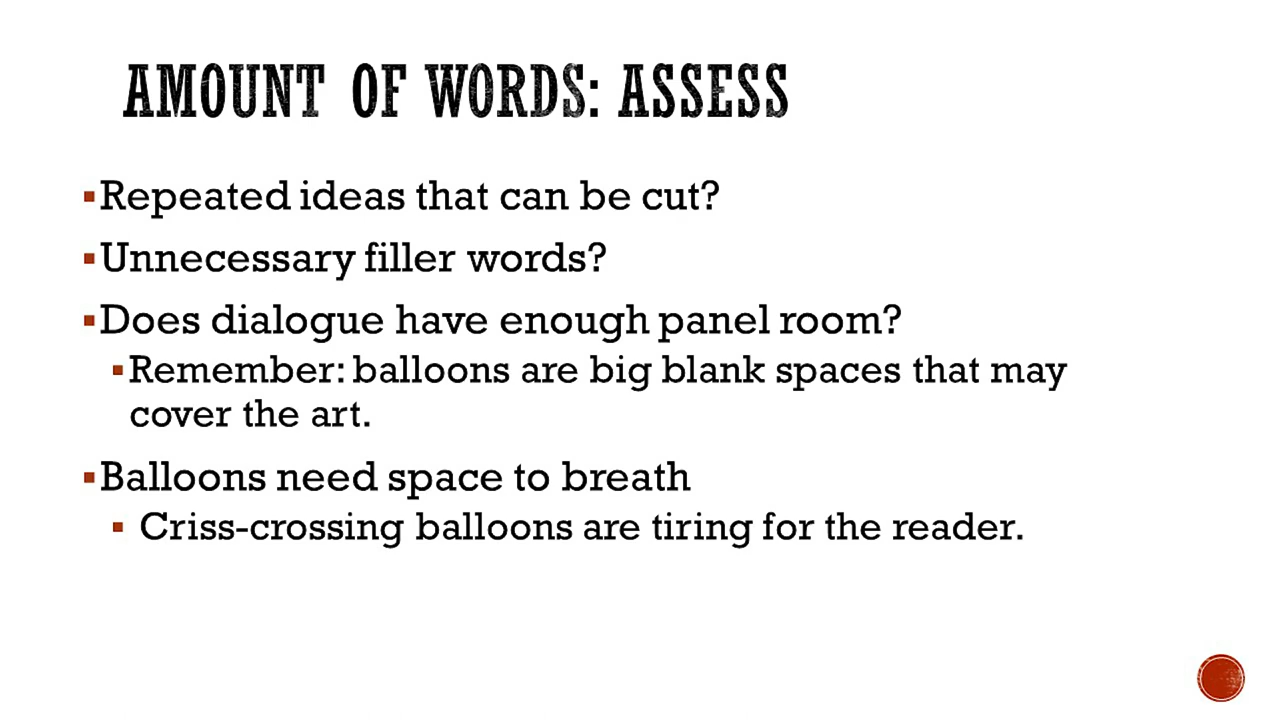 AMOUNT OF WORDS: ASSESS
▪Repeated ideas that can be cut?
▪Unnecessary filler words?
▪Does dialogue have enough panel room?
▪Remember: balloons are big blank spaces that may
cover the art.
▪Balloons need space to breath
▪ Criss-crossing balloons are tiring for the reader.